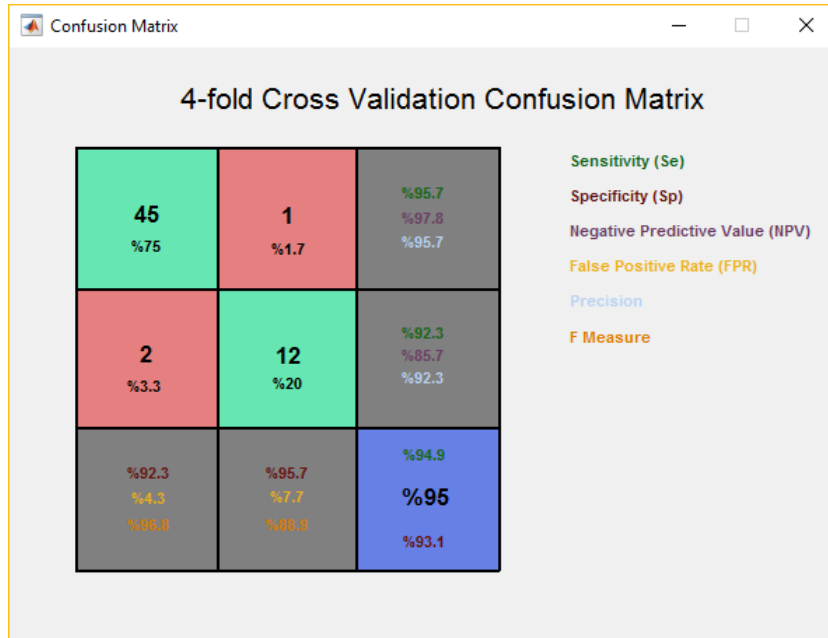 Confusion Matrix
4-fold Cross Validation Confusion Matrix
45
%75
1
%1.7
%95.7
%97.8
%95.7
2
%3.3
12
%20
%92.3
%85.7
%92.3
%92.3
%4.3
%96.8
%95.7
%7.7
%88.9
%94.9
%95
%93.1
Sensitivity (Se)
Specificity (Sp)
Negative Predictive Value (NPV)
False Positive Rate (FPR)
Precision
F Measure